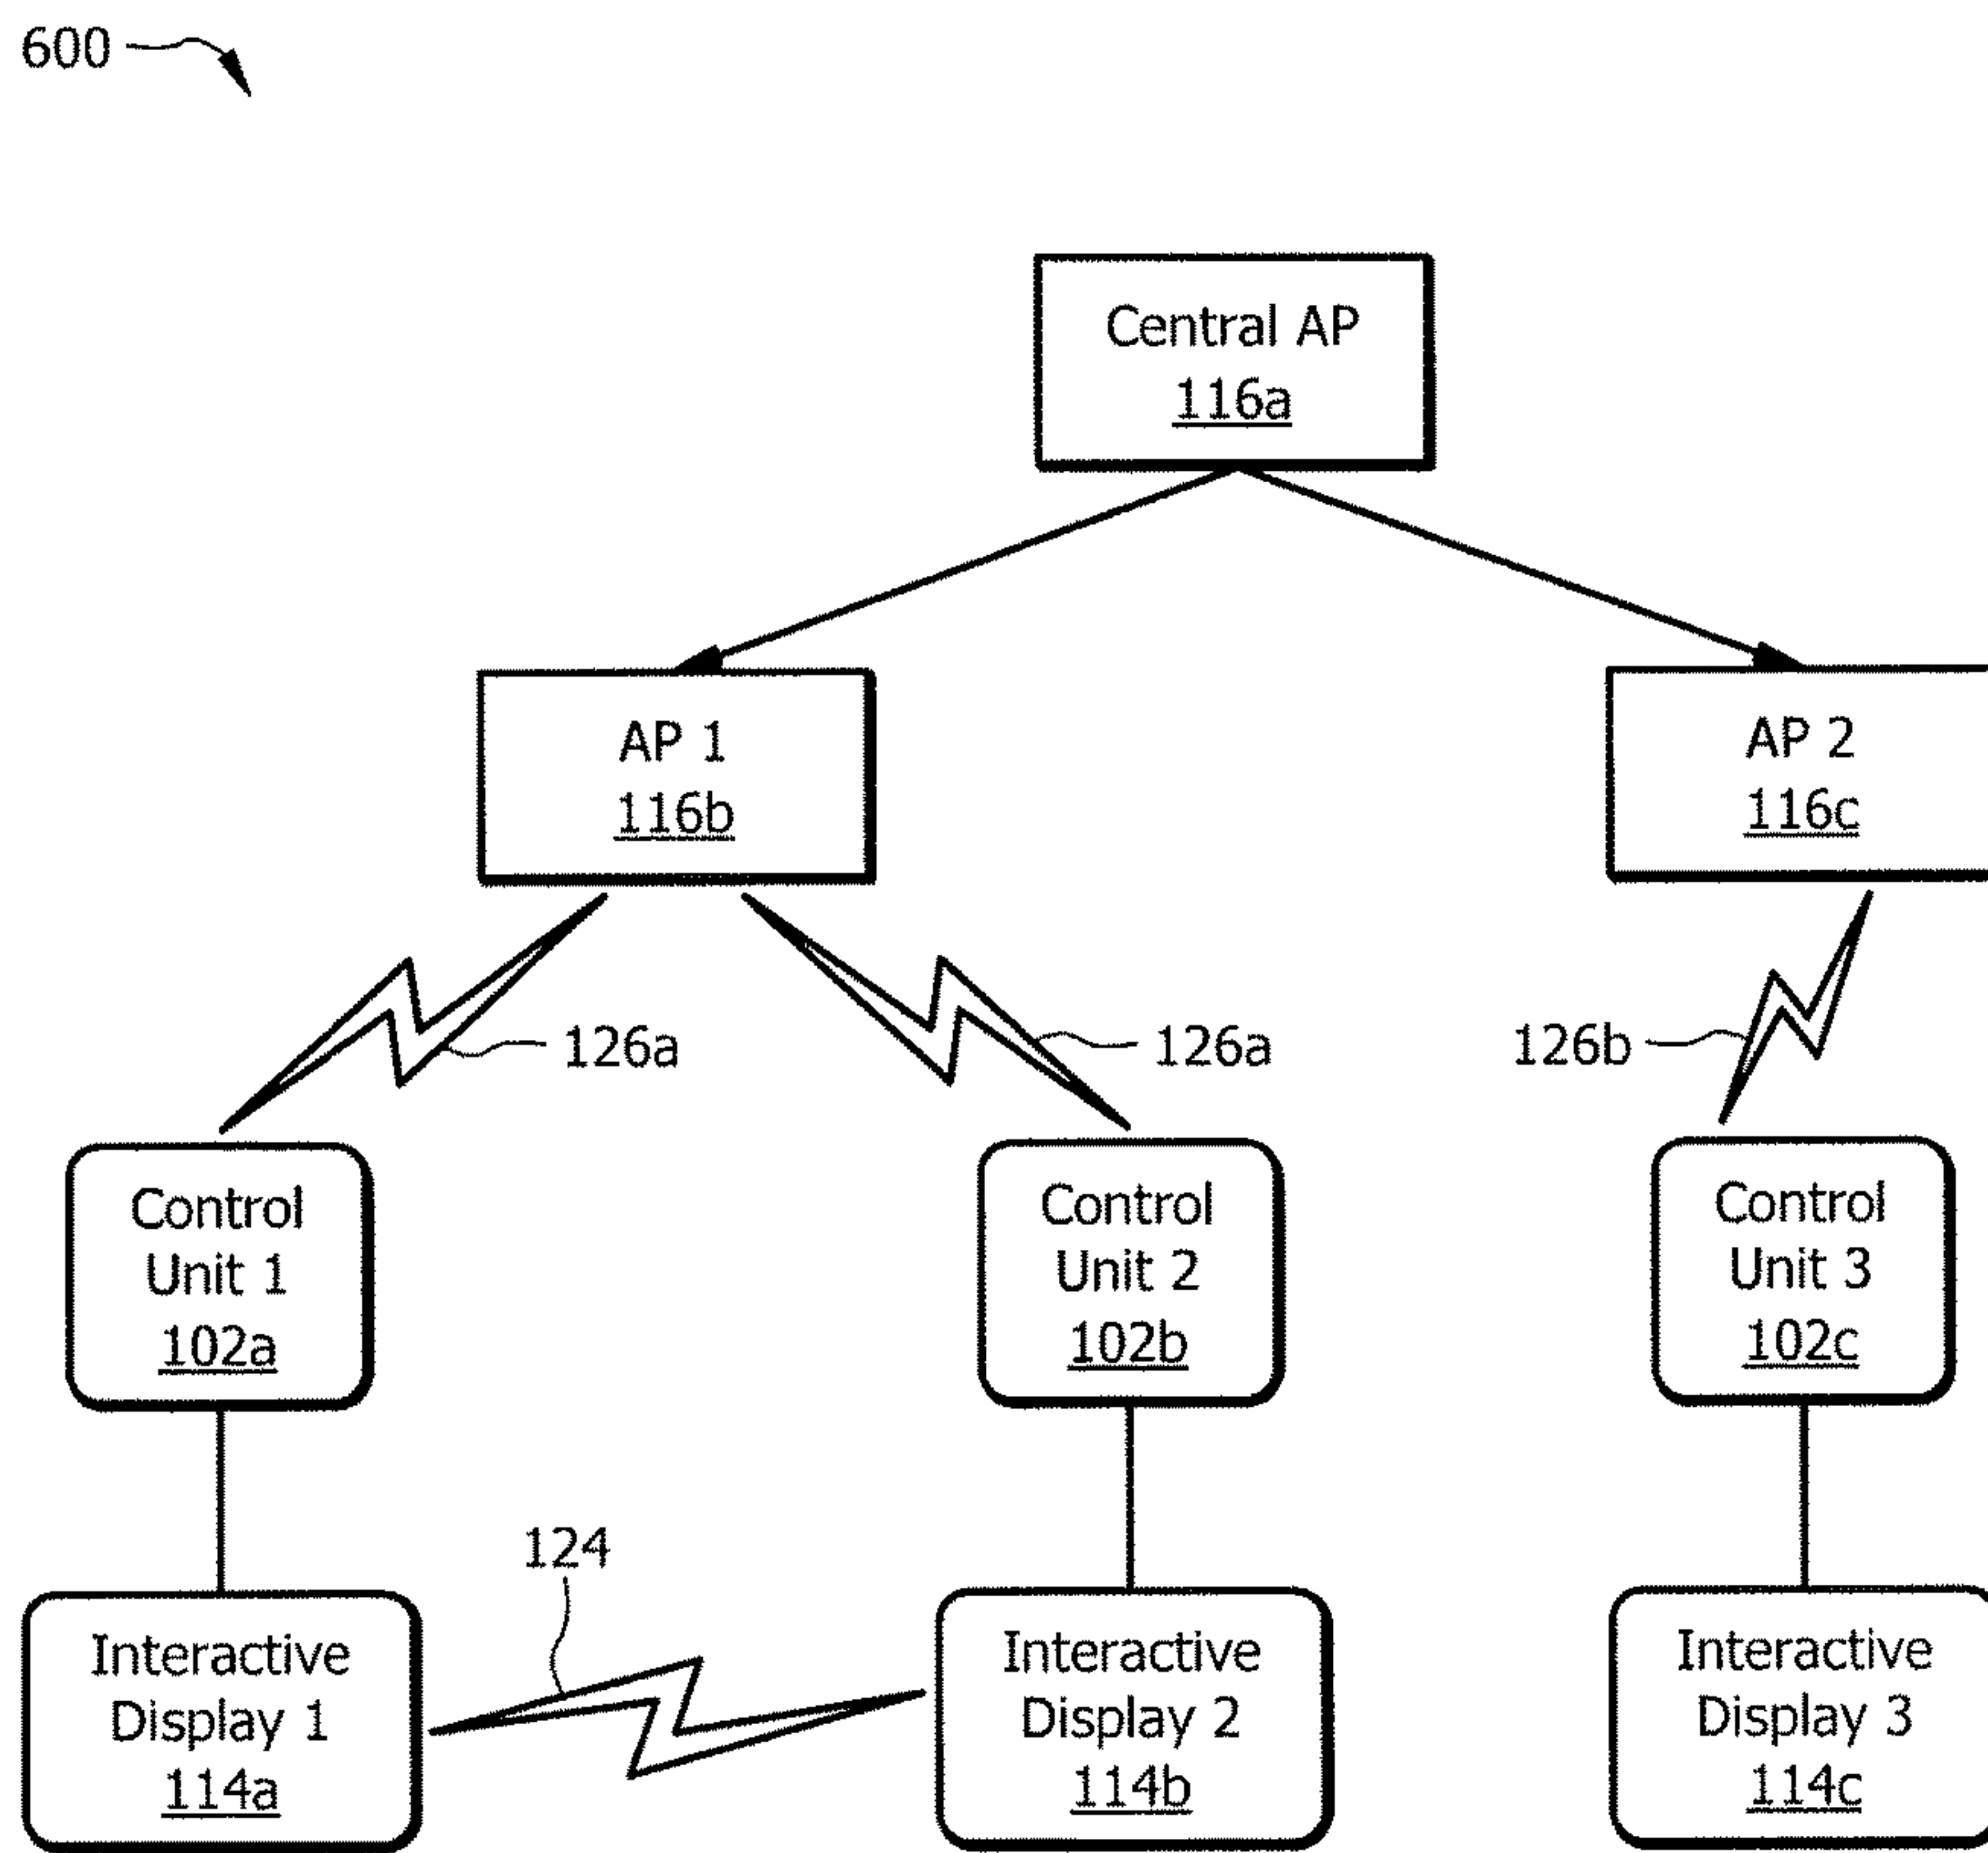 600
Central AP
116a
AP 1
116b
AP 2
116c
126a
126a
126b
Control
Unit 1
102a
Control
Unit 2
102b
Control
Unit 3
102c
124
Interactive
Display 1
114a
Interactive
Display 2
114b
Interactive
Display 3
114c